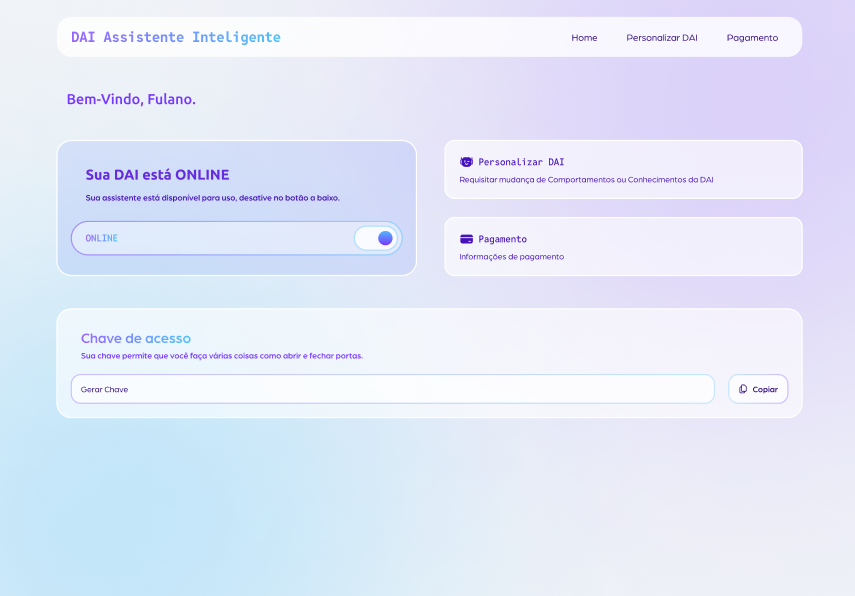 DAI Assistente Inteligente
Home
Personalizar DAI
Pagamento
Bem-Vindo, Fulano.
Sua DAI está ONLINE
Sua assistente está disponível para uso, desative no botão a baixo.
ONLINE
Personalizar DAI
Requisitar mudança de Comportamentos ou Conhecimentos da DAI
Pagamento
Informações de pagamento
Chave de acesso
Sua chave permite que você faça várias coisas como abrir e fechar portas.
Gerar Chave
Copiar